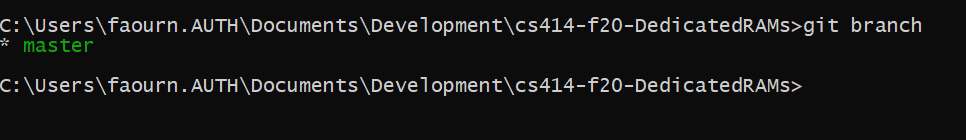 C:\Users\faourn.AUTH\Documents\Development\cs414-f20-DedicatedRAMs>git branch
* master
C:\Users\faourn.AUTH\Documents\Development\cs414-f20-DedicatedRAMs>